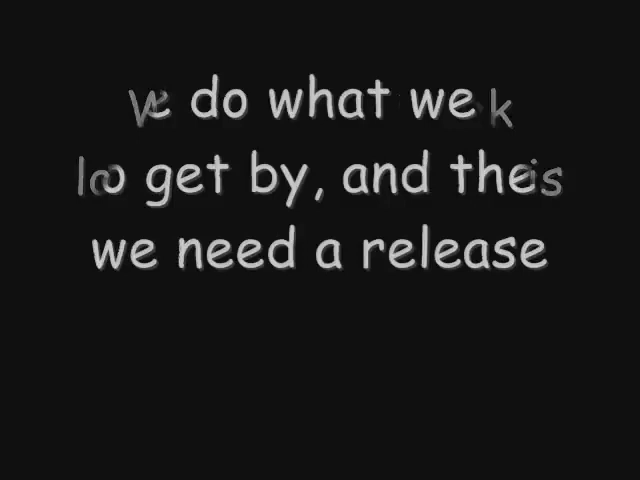 do what we
get by, and
we need a release